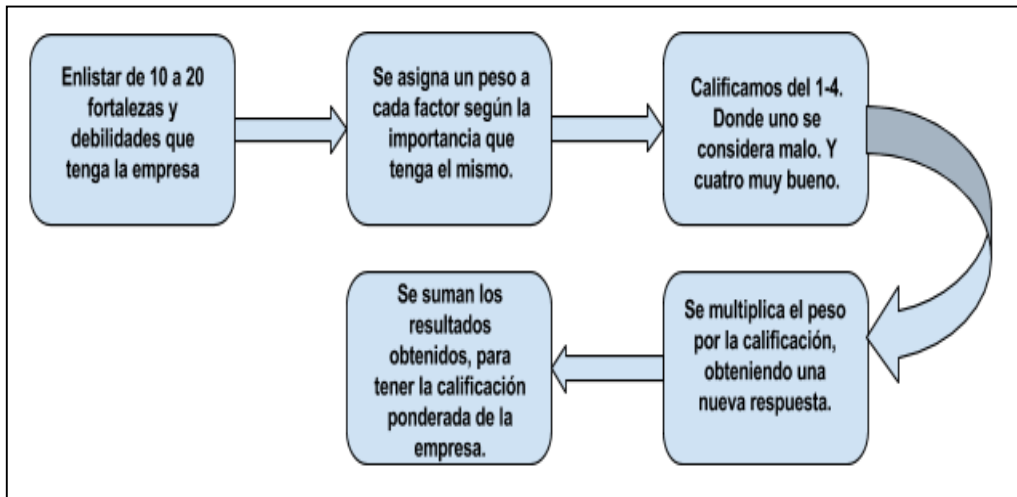 Enlistar de 10 a 20
fortalezas y
debilidades que
tenga la empresa
Se asigna un peso a
cada factor según la
importancia que
tenga el mismo.
Calificamos del 1-4.
Donde uno se
considera malo. Y
cuatro muy bueno.
Se multiplica el peso
por la calificación,
obteniendo una
nueva respuesta.
Se suman los
resultados
obtenidos, para
tener la calificación
ponderada de la
empresa.